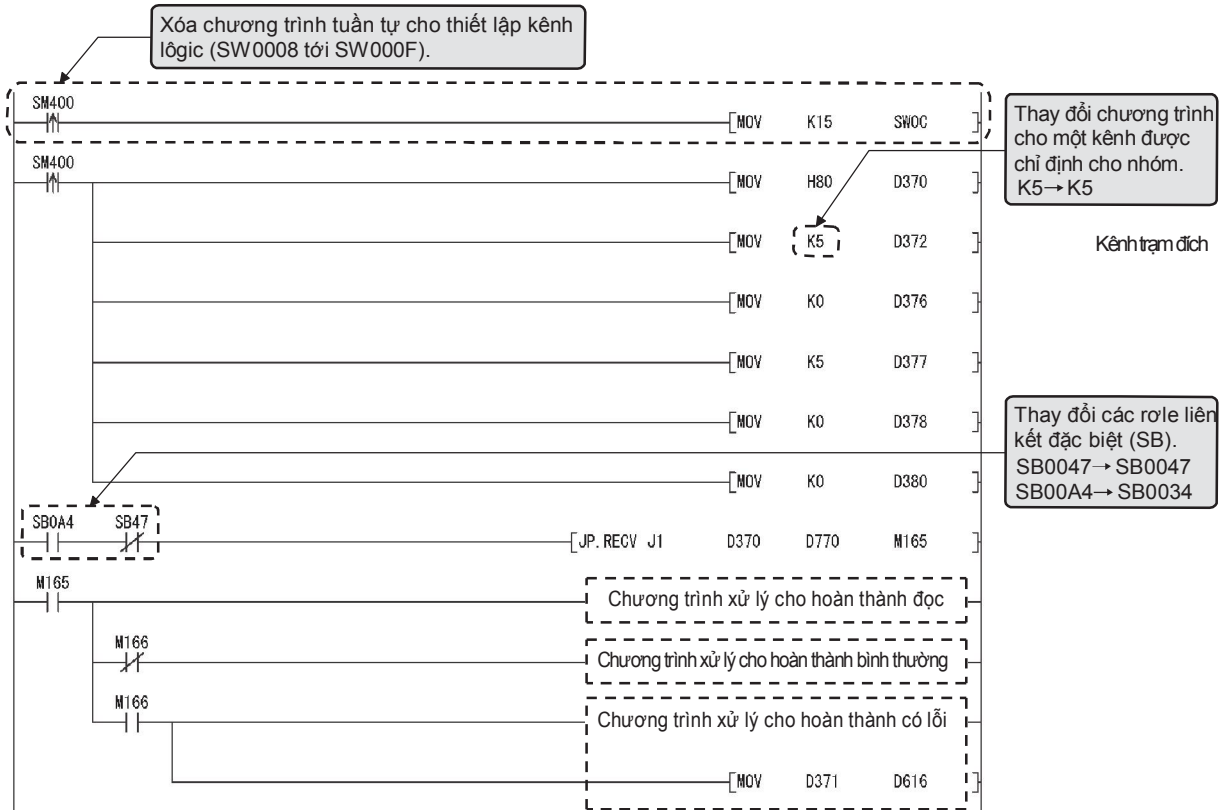 Xóa chương trình tuần tự cho thiết lập kênh
lôgic (SW0008 tới SW000F).
SM400
[MOV K15 SW0C ]
Thay đổi chương trình
cho một kênh được
chỉ định cho nhóm.
K5→K5
SM400
[MOV H80 D370 ]
[MOV K5 D372 ]
Kênh trạm đích
[MOV K0 D376 ]
[MOV K5 D377 ]
[MOV K0 D378 ]
Thay đổi các rơle liên
kết đặc biệt (SB).
SB0047→SB0047
SB00A4→SB0034
[MOV K0 D380 ]
SB0A4 SB47
[JP.RECV J1 D370 D770 M165 ]
M165
Chương trình xử lý cho hoàn thành đọc
M166
Chương trình xử lý cho hoàn thành bình thường
M166
Chương trình xử lý cho hoàn thành có lỗi
[MOV D371 D616 ]